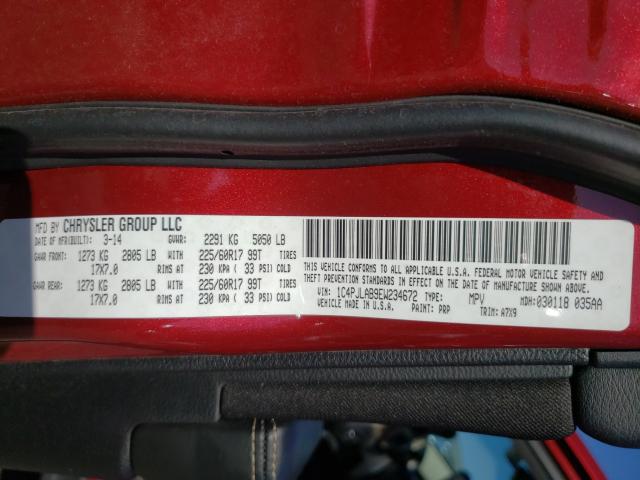 MFD BY CHRYSLER GROUP LLC
DATE OF MFR(BUILT): 3-14 GVWR: 2291 KG 5050 LB
GAWR FRONT: 1273 KG 2805 LB WITH 225/60R17 99T TIRES
17X7.0 RIMS AT 230 KPA ( 33 PSI) COLD
GAWR REAR: 1273 KG 2805 LB WITH 225/60R17 99T TIRES
17X7.0 RIMS AT 230 KPA ( 33 PSI) COLD
THIS VEHICLE CONFORMS TO ALL APPLICABLE U.S.A. FEDERAL MOTOR VEHICLE SAFETY AND
THEFT PREVENTION STANDARDS IN EFFECT ON THE DATE OF MANUFACTURE SHOWN ABOVE.
VIN: 1C4PJLAB9EW234672 TYPE: MPV MDH: 030118 035AA
VEHICLE MADE IN U.S.A. PAINT: PRP TRIM: A7X9